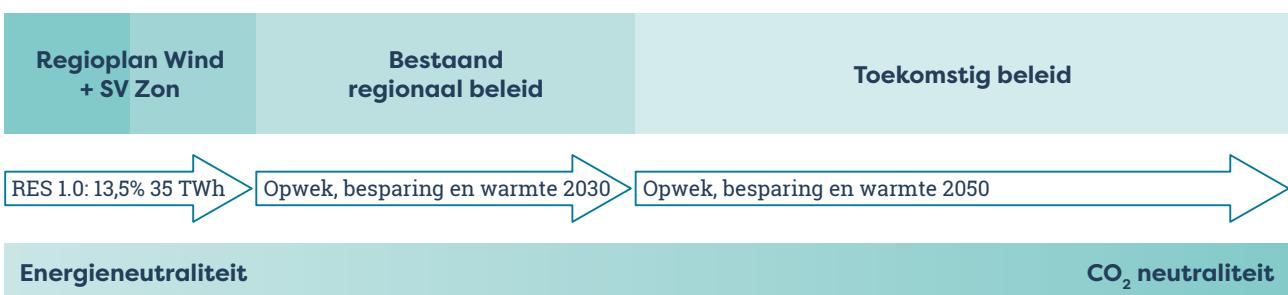 Regioplan Wind
+ SV Zon
Bestaand
regionaal beleid
Toekomstig beleid
RES 1.0: 13,5% 35 TWh
Opwek, besparing en warmte 2030
Opwek, besparing en warmte 2050
Energieneutraliteit
CO₂ neutraliteit